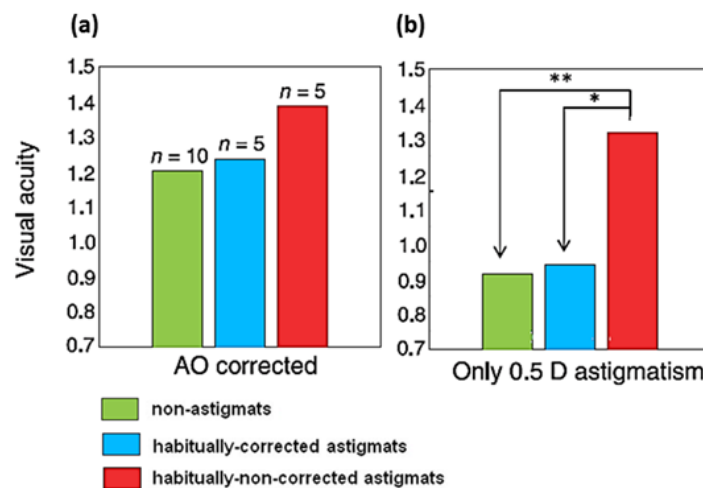 (a)
(b)
Visual acuity
1.5
1.4
1.3
1.2
1.1
1.0
0.9
0.8
0.7
n = 10
n = 5
n = 5
AO corrected
1.5
1.4
1.3
1.2
1.1
1.0
0.9
0.8
0.7
**
*
Only 0.5 D astigmatism
non-astigmats
habitually-corrected astigmats
habitually-non-corrected astigmats